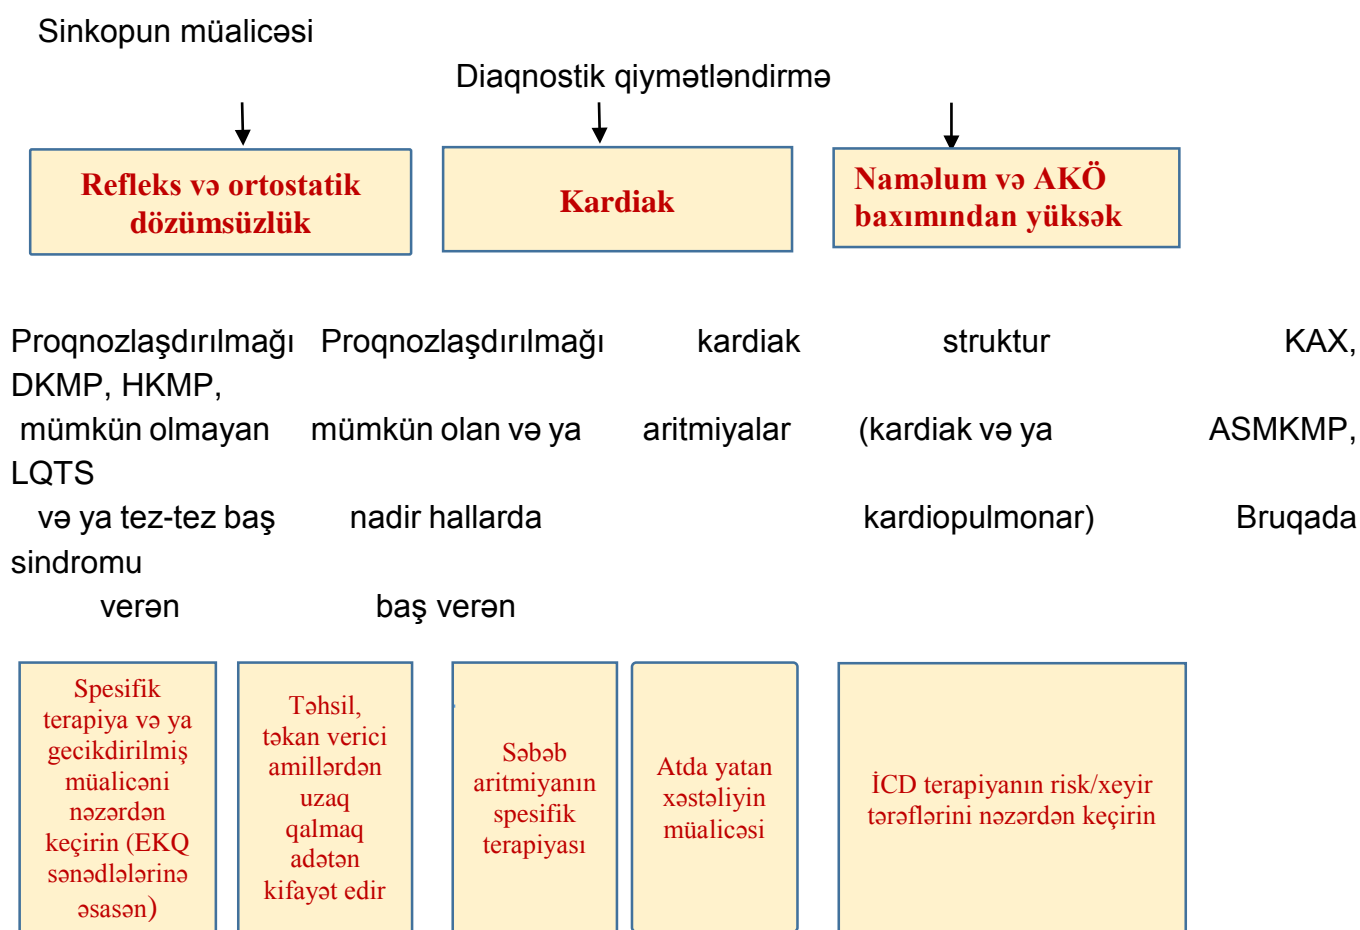 Sinkopun müalicəsi
Diaqnostik qiymətləndirmə
Refleks və ortostatik
dözümsüzlük
Kardiak
Naməlum və AKÖ
baxımından yüksək
Proqnozlaşdırılmağı Proqnozlaşdırılmağı kardiak struktur KAX,
DKMP, HKMP,
mümkün olmayan mümkün olan və ya aritmiyalar (kardiak və ya ASMKMP,
LQTS
və ya tez-tez baş nadir hallarda kardiopulmonar) Bruqada
sindromu
verən baş verən
Spesifik
terapiya və ya
gecikdirilmiş
müalicəni
nəzərdən
keçirin (EKQ
sənədlələrinə
əsasən)
Təhsil,
təkan verici
amillərdən
uzaq
qalmaq
adətən
kifayət edir
Səbəb
aritmiyanın
spesifik
terapiyası
Atda yatan
xəstəliyin
müalicəsi
İCD terapiyanın risk/xeyir
tərəflərini nəzərdən keçirin